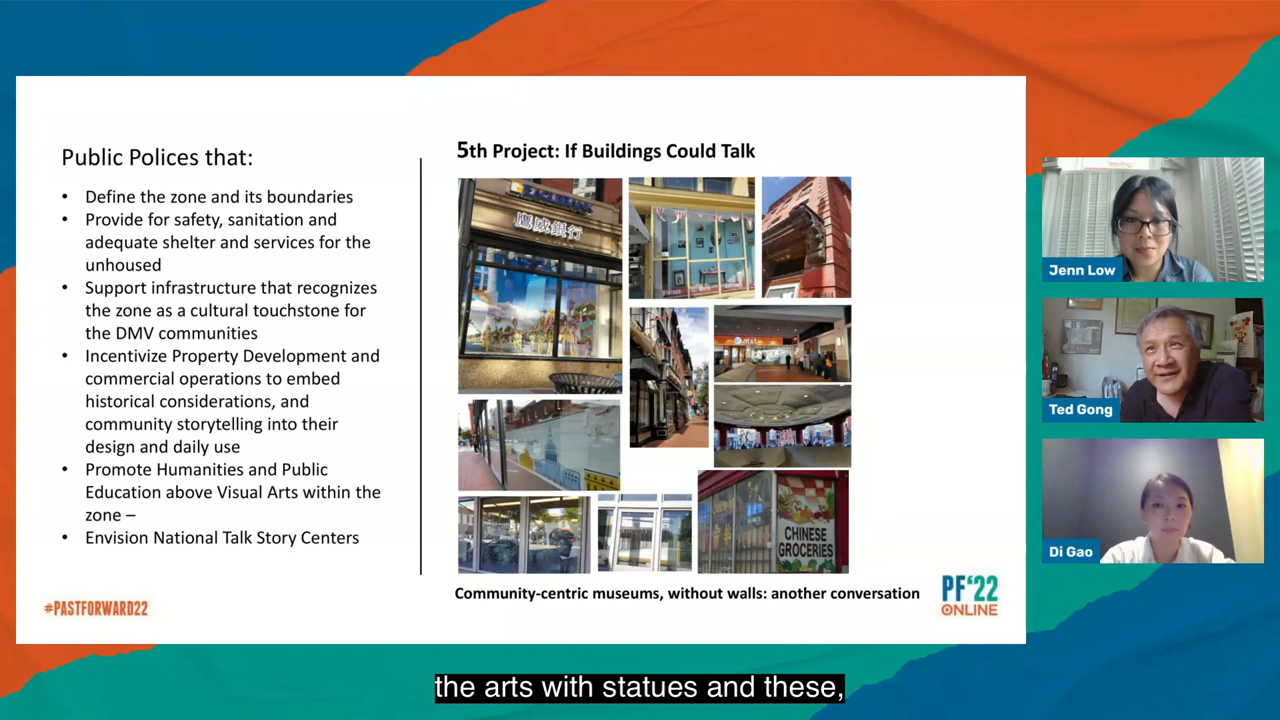 Public Polices that:
• Define the zone and its boundaries
• Provide for safety, sanitation and
adequate shelter and services for the
unhoused
• Support infrastructure that recognizes
the zone as a cultural touchstone for
the DMV communities
• Incentivize Property Development and
commercial operations to embed
historical considerations, and
community storytelling into their
design and daily use
• Promote Humanities and Public
Education above Visual Arts within the
zone –
• Envision National Talk Story Centers
#PASTFORWARD22
5th Project: If Buildings Could Talk
銀行
at&t
CHINESE
GROCERIES
Community-centric museums, without walls: another conversation
PF'22
ONLINE
Jenn Low
Ted Gong
Di Gao
the arts with statues and these,